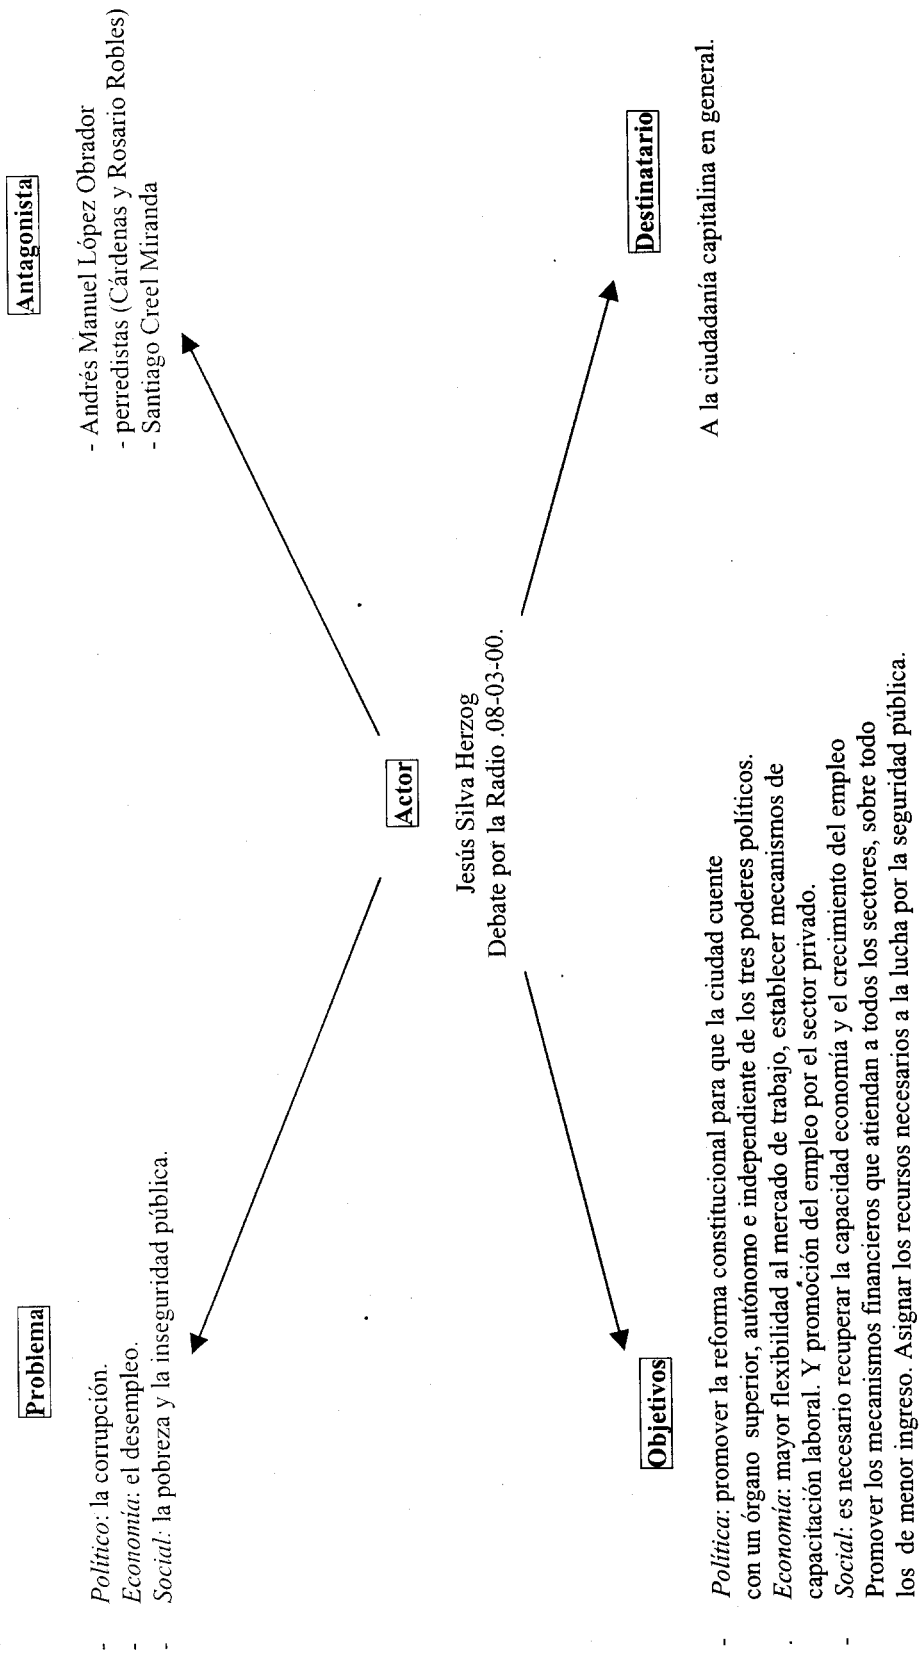 Problema
- Político: la corrupción.
- Economía: el desempleo.
- Social: la pobreza y la inseguridad pública.
Antagonista
- Andrés Manuel López Obrador
- perredistas (Cárdenas y Rosario Robles)
- Santiago Creel Miranda
Actor
Jesús Silva Herzog
Debate por la Radio .08-03-00.
Objetivos
- Política: promover la reforma constitucional para que la ciudad cuente
con un órgano superior, autónomo e independiente de los tres poderes políticos.
. Economía: mayor flexibilidad al mercado de trabajo, establecer mecanismos de
capacitación laboral. Y promoción del empleo por el sector privado.
- Social: es necesario recuperar la capacidad economía y el crecimiento del empleo
Promover los mecanismos financieros que atiendan a todos los sectores, sobre todo
los de menor ingreso. Asignar los recursos necesarios a la lucha por la seguridad pública.
Destinatario
A la ciudadanía capitalina en general.